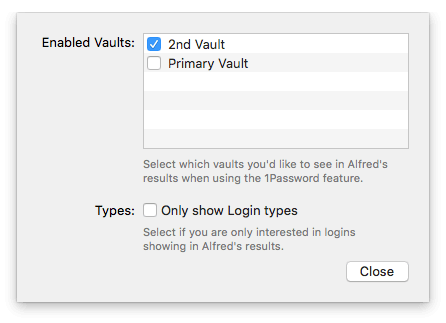 Enabled Vaults: 2nd Vault
Primary Vault
Select which vaults you'd like to see in Alfred's
results when using the 1Password feature.
Types: Only show Login types
Select if you are only interested in logins
showing in Alfred's results.
Close